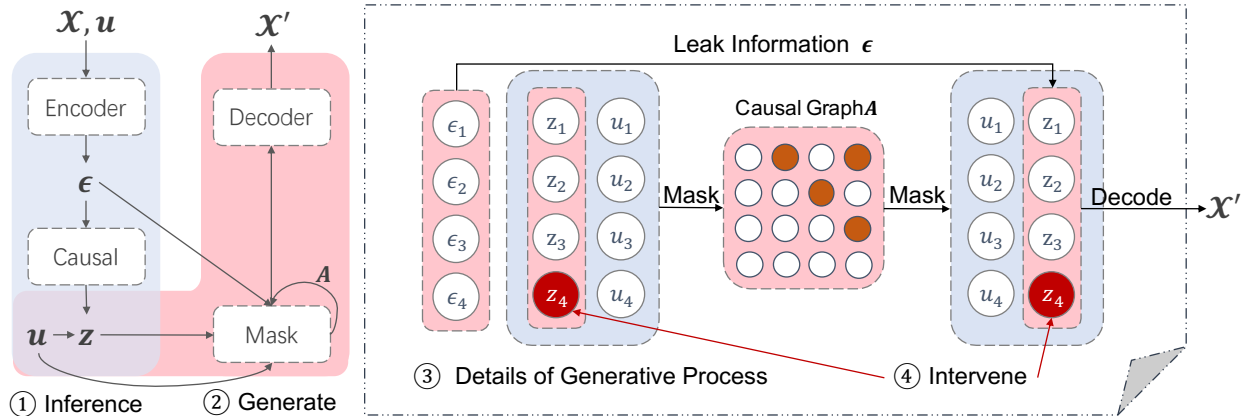 𝒳, u
Encoder
ϵ
Causal
u
z
① Inference
𝒳′
Decoder
A
Mask
② Generate
Leak Information ϵ
ϵ₁
ϵ₂
ϵ₃
ϵ₄
z₁
z₂
z₃
z₄
u₁
u₂
u₃
u₄
Mask
Causal GraphA
Mask
u₁
u₂
u₃
u₄
z₁
z₂
z₃
z₄
Decode
𝒳′
③ Details of Generative Process
④ Intervene